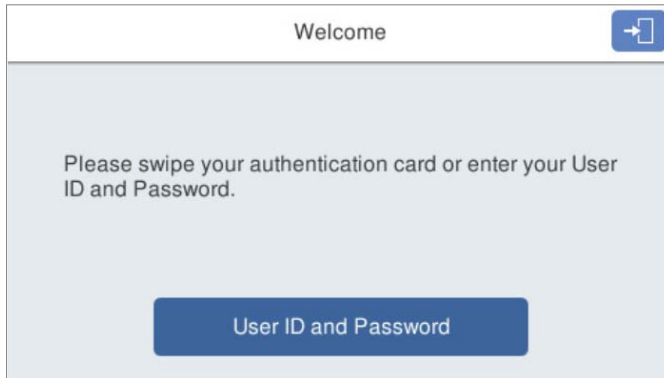 Welcome
Please swipe your authentication card or enter your User
ID and Password.
User ID and Password